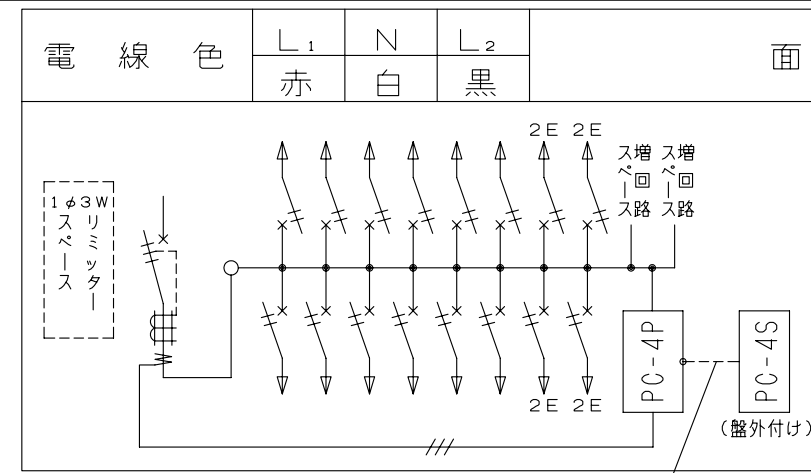 電線色
L₁ N L₂
面
赤 白 黒
2E 2E
増回路
スペース
増回路
スペース
1φ3W
リミッター
スペース
PC-4P
PC-4S
2E 2E
(盤外付け)